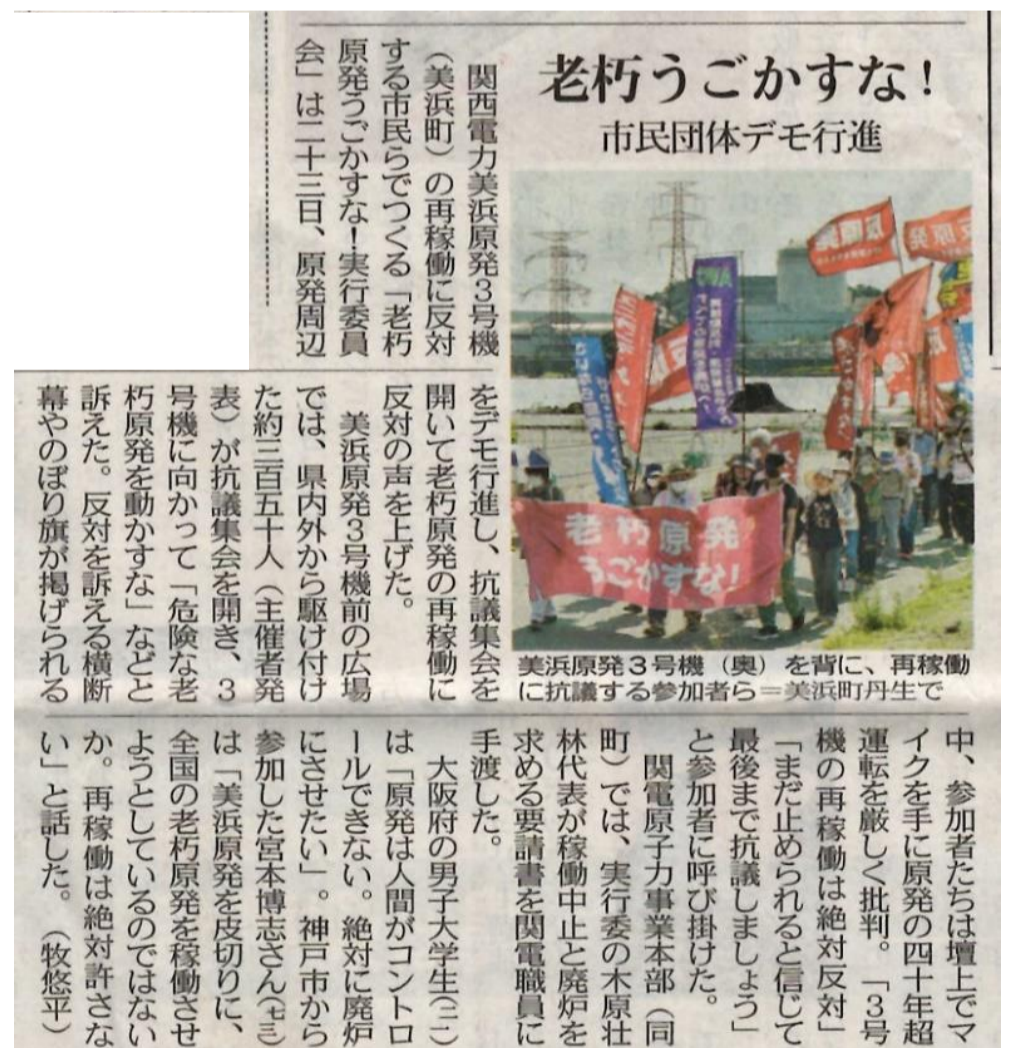 老朽うごかすな！
市民団体デモ行進
関西電力美浜原発３号機
（美浜町）の再稼働に反対
する市民らでつくる「老朽
原発うごかすな！実行委員
会」は二十三日、原発周辺
をデモ行進し、抗議集会を
開いて老朽原発の再稼働に
反対の声を上げた。
美浜原発３号機前の広場
では、県内外から駆け付け
た約三百五十人（主催者発
表）が抗議集会を開き、３
号機に向かって「危険な老
朽原発を動かすな」などと
訴えた。反対を訴える横断
幕やのぼり旗が掲げられる
中、参加者たちは壇上でマ
イクを手に原発の四十年超
運転を厳しく批判。「３号
機の再稼働は絶対反対」
「まだ止められると信じて
最後まで抗議しましょう」
と参加者に呼び掛けた。
関電原子力事業本部（同
町）では、実行委の木原壮
林代表が稼働中止と廃炉を
求める要請書を関電職員に
手渡した。
大阪府の男子大学生（二一）
は「原発は人間がコントロ
ールできない。絶対に廃炉
にさせたい」。神戸市から
参加した宮本博志さん（七三）
は「美浜原発を皮切りに、
全国の老朽原発を稼働させ
ようとしているのではない
か。再稼働は絶対許さな
い」と話した。（牧悠平）
反原発
反原発
老朽原発
うごかすな！
美浜原発３号機（奥）を背に、再稼働
に抗議する参加者ら＝美浜町丹生で